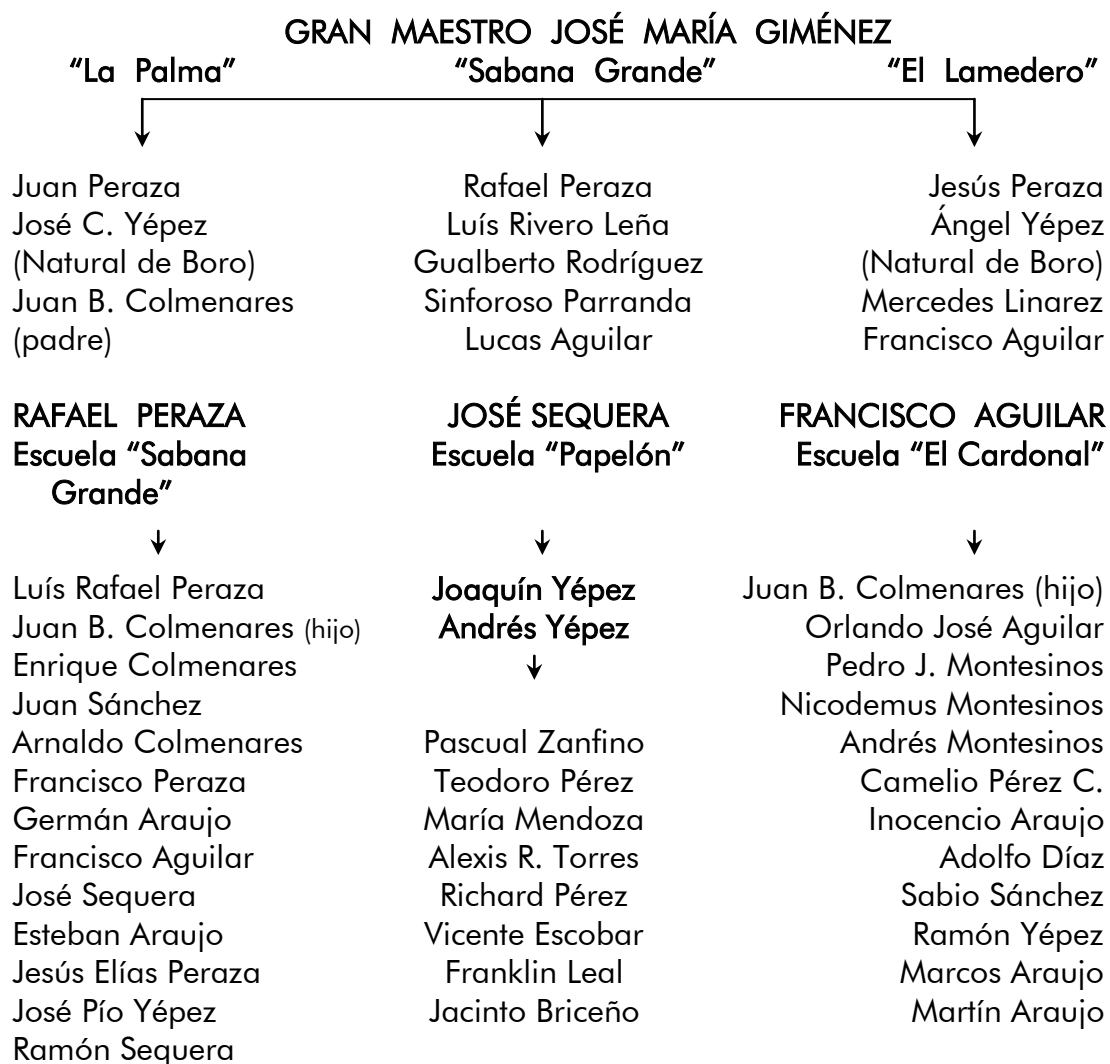 GRAN MAESTRO JOSÉ MARÍA GIMÉNEZ
"La Palma"
"Sabana Grande"
"El Lamedero"
Juan Peraza
José C. Yépez
(Natural de Boro)
Juan B. Colmenares
(padre)
Rafael Peraza
Luís Rivero Leña
Gualberto Rodríguez
Sinforoso Parranda
Lucas Aguilar
Jesús Peraza
Ángel Yépez
(Natural de Boro)
Mercedes Linarez
Francisco Aguilar
RAFAEL PERAZA
Escuela "Sabana
Grande"
Luís Rafael Peraza
Juan B. Colmenares (hijo)
Enrique Colmenares
Juan Sánchez
Arnaldo Colmenares
Francisco Peraza
Germán Araujo
Francisco Aguilar
José Sequera
Esteban Araujo
Jesús Elías Peraza
José Pío Yépez
Ramón Sequera
JOSÉ SEQUERA
Escuela "Papelón"
Joaquín Yépez
Andrés Yépez
Pascual Zanfino
Teodoro Pérez
María Mendoza
Alexis R. Torres
Richard Pérez
Vicente Escobar
Franklin Leal
Jacinto Briceño
FRANCISCO AGUILAR
Escuela "El Cardonal"
Juan B. Colmenares (hijo)
Orlando José Aguilar
Pedro J. Montesinos
Nicodemus Montesinos
Andrés Montesinos
Camelio Pérez C.
Inocencio Araujo
Adolfo Díaz
Sabio Sánchez
Ramón Yépez
Marcos Araujo
Martín Araujo